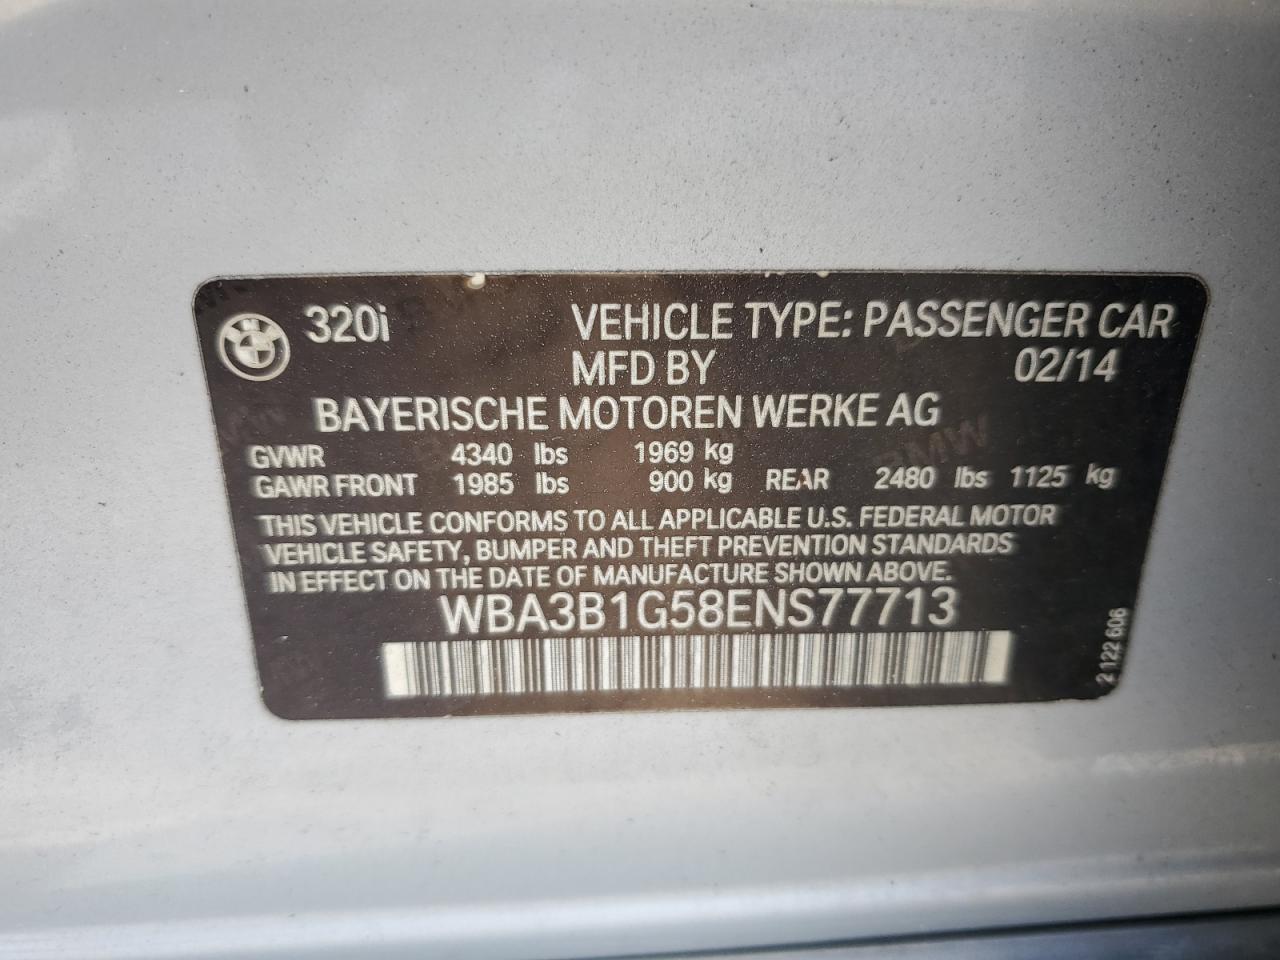 320i VEHICLE TYPE: PASSENGER CAR
MFD BY 02/14
BAYERISCHE MOTOREN WERKE AG
GVWR 4340 lbs 1969 kg
GAWR FRONT 1985 lbs 900 kg REAR 2480 lbs 1125 kg
THIS VEHICLE CONFORMS TO ALL APPLICABLE U.S. FEDERAL MOTOR
VEHICLE SAFETY, BUMPER AND THEFT PREVENTION STANDARDS
IN EFFECT ON THE DATE OF MANUFACTURE SHOWN ABOVE.
WBA3B1G58ENS77713
2 122 606
BMW